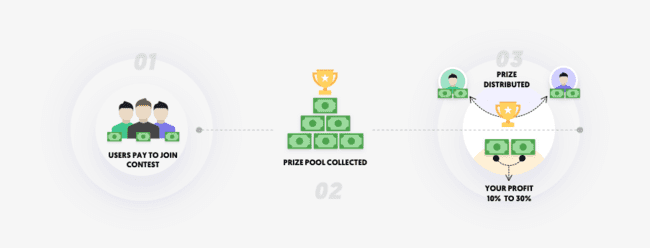 01
USERS PAY TO JOIN
CONTEST
PRIZE POOL COLLECTED
02
03
PRIZE
DISTRIBUTED
YOUR PROFIT
10% TO 30%